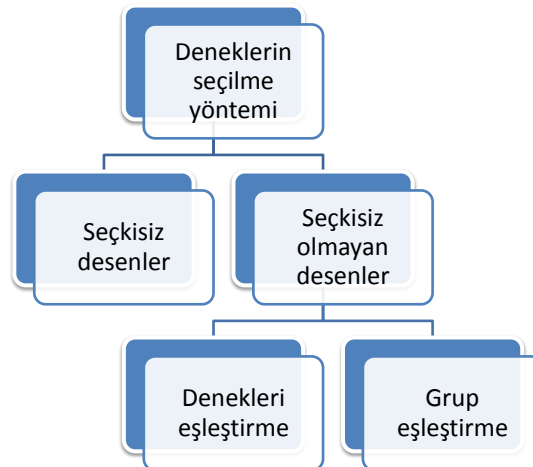 Deneklerin
seçilme
yöntemi
Seçkisiz
desenler
Seçkisiz
olmayan
desenler
Denekleri
eşleştirme
Grup
eşleştirme